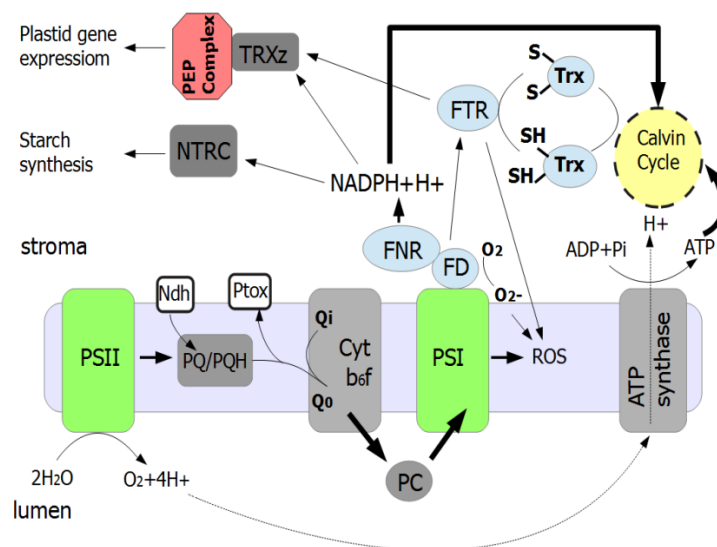 Plastid gene
expressiom
PEP
Complex
TRXz
Starch
synthesis
NTRC
NADPH+H+
FTR
S
S
Trx
SH
SH
Trx
Calvin
Cycle
H+
ADP+Pi
ATP
stroma
FNR
FD
O2
O2-
Ndh
Ptox
PSII
PQ/PQH
Qi
Cyt
b6f
Q0
PSI
ROS
ATP
synthase
PC
2H2O
O2+4H+
lumen